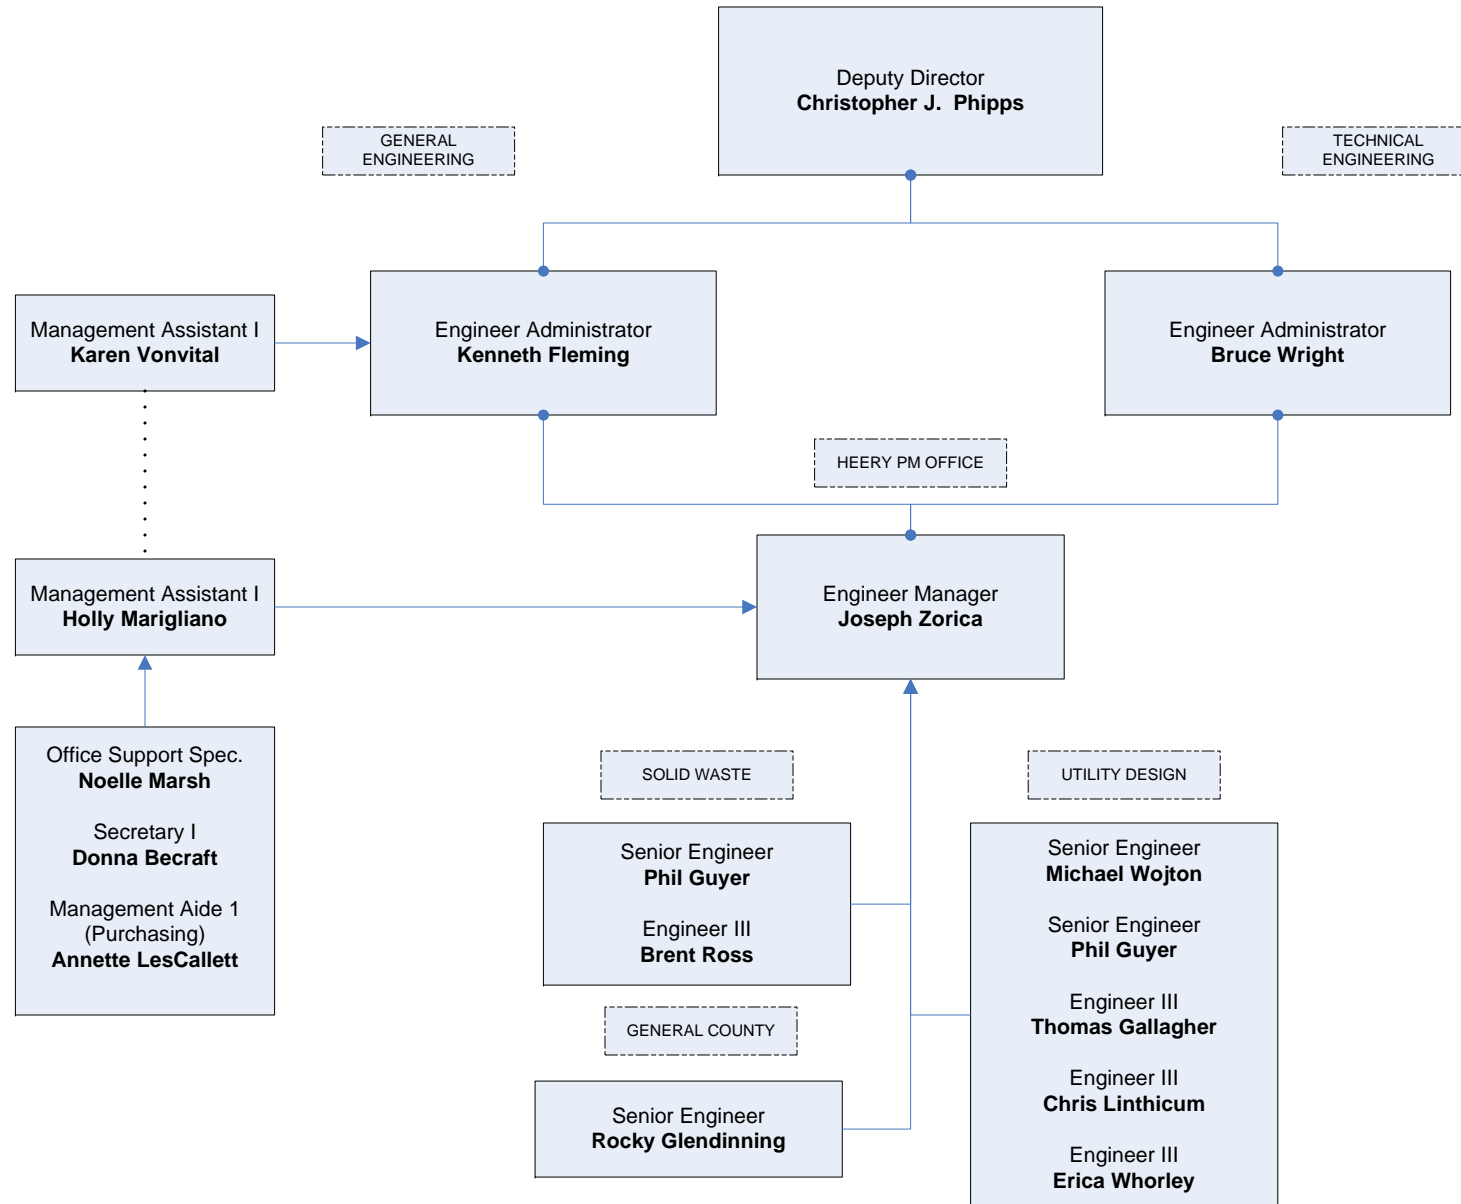 Deputy Director
Christopher J.  Phipps
GENERAL
ENGINEERING
TECHNICAL
ENGINEERING
Management Assistant I
Karen Vonvital
Engineer Administrator
Kenneth Fleming
Engineer Administrator
Bruce Wright
HEERY PM OFFICE
Management Assistant I
Holly Marigliano
Engineer Manager
Joseph Zorica
Office Support Spec.
Noelle Marsh
Secretary I
Donna Becraft
Management Aide 1
(Purchasing)
Annette LesCallett
SOLID WASTE
Senior Engineer
Phil Guyer
Engineer III
Brent Ross
GENERAL COUNTY
Senior Engineer
Rocky Glendinning
UTILITY DESIGN
Senior Engineer
Michael Wojton
Senior Engineer
Phil Guyer
Engineer III
Thomas Gallagher
Engineer III
Chris Linthicum
Engineer III
Erica Whorley